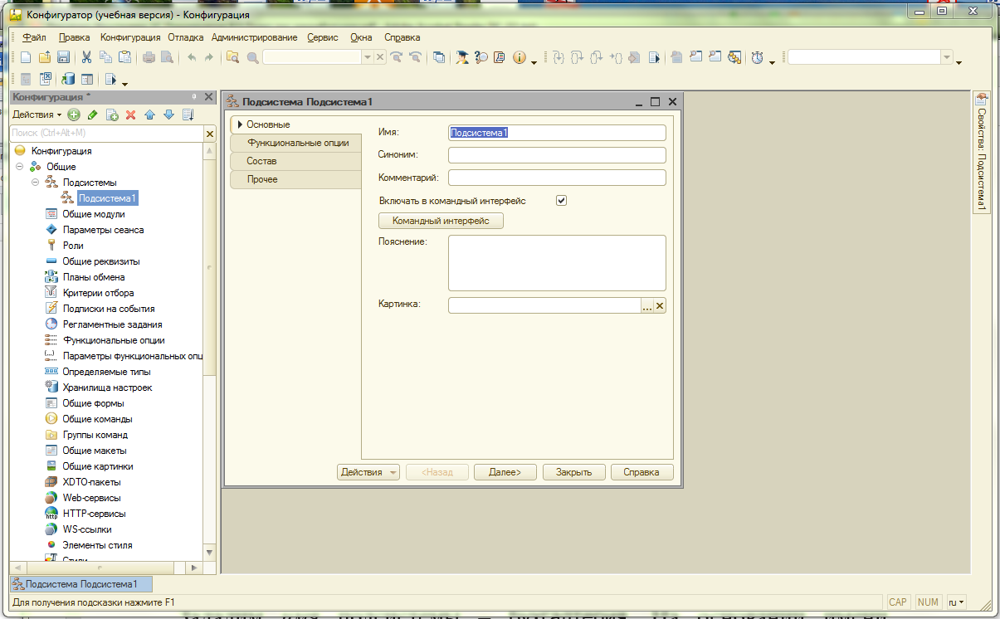 Конфигуратор (учебная версия) - Конфигурация
Файл Правка Конфигурация Отладка Администрирование Сервис Окна Справка
Конфигурация *
Действия
Поиск (Ctrl+Alt+M)
Конфигурация
Общие
Подсистемы
Подсистема1
Общие модули
Параметры сеанса
Роли
Общие реквизиты
Планы обмена
Критерии отбора
Подписки на события
Регламентные задания
Функциональные опции
Параметры функциональных опц
Определяемые типы
Хранилища настроек
Общие формы
Общие команды
Группы команд
Общие макеты
Общие картинки
XDTO-пакеты
Web-сервисы
HTTP-сервисы
WS-ссылки
Элементы стиля
Стили
Подсистема Подсистема1
Основные
Функциональные опции
Состав
Прочее
Имя: Подсистема1
Синоним:
Комментарий:
Включать в командный интерфейс
Командный интерфейс
Пояснение:
Картинка:
...
Действия <Назад Далее> Закрыть Справка
Свойства: Подсистема1
Подсистема Подсистема1
Для получения подсказки нажмите F1
CAP NUM ru